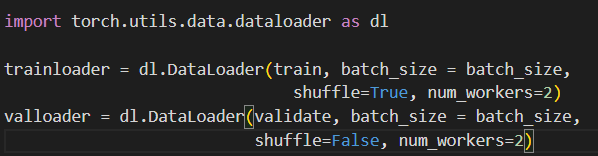 import torch.utils.data.dataloader as dl
trainloader = dl.DataLoader(train, batch_size = batch_size,
shuffle=True, num_workers=2)
valloader = dl.DataLoader(validate, batch_size = batch_size,
shuffle=False, num_workers=2)